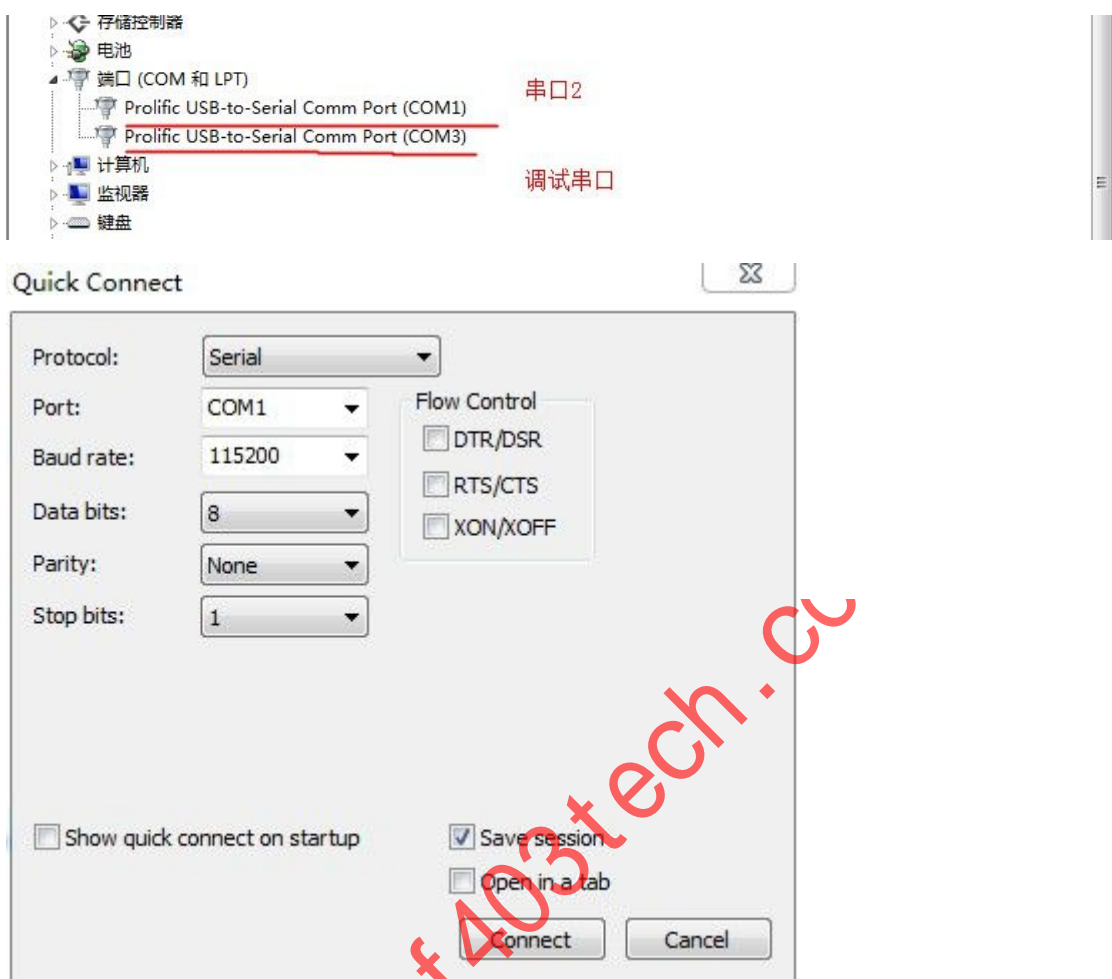 存储控制器
电池
端口 (COM 和 LPT)
串口2
Prolific USB-to-Serial Comm Port (COM1)
Prolific USB-to-Serial Comm Port (COM3)
计算机
调试串口
监视器
键盘
Quick Connect
Protocol: Serial
Port: COM1
Flow Control
DTR/DSR
Baud rate: 115200
RTS/CTS
Data bits: 8
XON/XOFF
Parity: None
Stop bits: 1
Show quick connect on startup
Save session
Open in a tab
Connect Cancel
f403tech.co